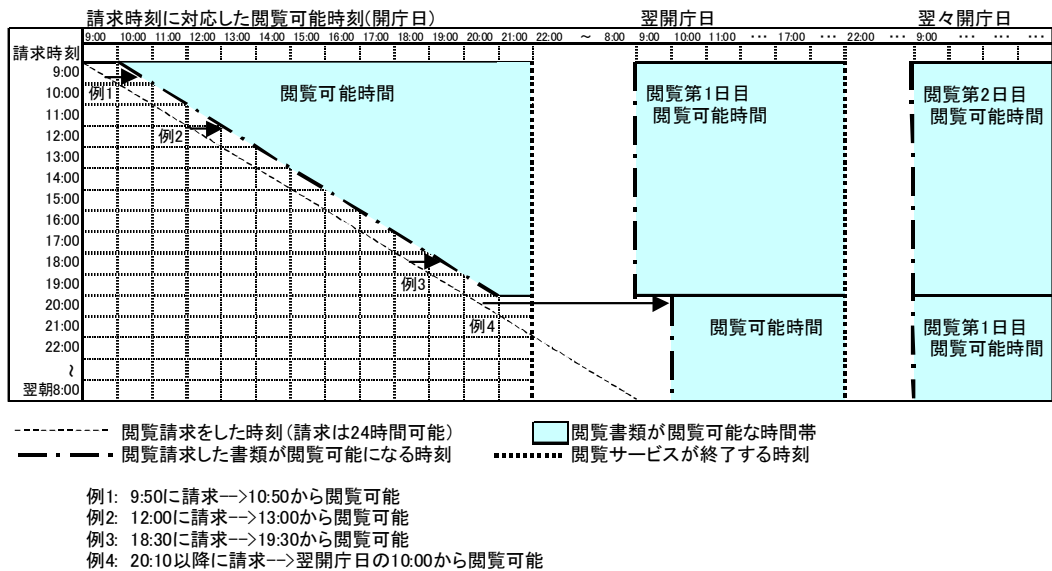 請求時刻に対応した閲覧可能時刻(開庁日) 翌開庁日 翌々開庁日
9:00 10:00 11:00 12:00 13:00 14:00 15:00 16:00 17:00 18:00 19:00 20:00 21:00 22:00 ～ 8:00 9:00 10:00 11:00 … 17:00 … 22:00 … 9:00 … … …
請求時刻
9:00
10:00
11:00
12:00
13:00
14:00
15:00
16:00
17:00
18:00
19:00
20:00
21:00
22:00
～
翌朝8:00
例1
例2
例3
例4
閲覧可能時間
閲覧第1日目
閲覧可能時間
閲覧可能時間
閲覧第2日目
閲覧可能時間
閲覧第1日目
閲覧可能時間
閲覧請求をした時刻(請求は24時間可能) 閲覧書類が閲覧可能な時間帯
閲覧請求した書類が閲覧可能になる時刻 閲覧サービスが終了する時刻
例1: 9:50に請求-->10:50から閲覧可能
例2: 12:00に請求-->13:00から閲覧可能
例3: 18:30に請求-->19:30から閲覧可能
例4: 20:10以降に請求-->翌開庁日の10:00から閲覧可能